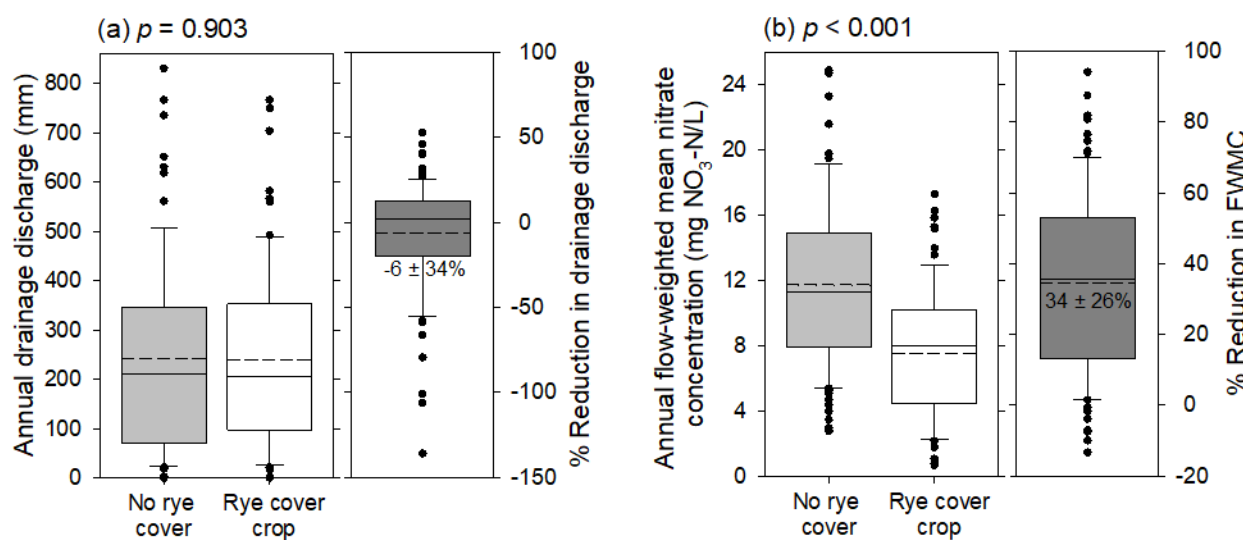 (a) p = 0.903
Annual drainage discharge (mm)
800
700
600
500
400
300
200
100
0
No rye
cover
Rye cover
crop
-6 ± 34%
100
50
0
-50
-100
-150
% Reduction in drainage discharge
(b) p < 0.001
Annual flow-weighted mean nitrate
concentration (mg NO₃-N/L)
24
20
16
12
8
4
0
No rye
cover
Rye cover
crop
34 ± 26%
100
80
60
40
20
0
-20
% Reduction in FWMC